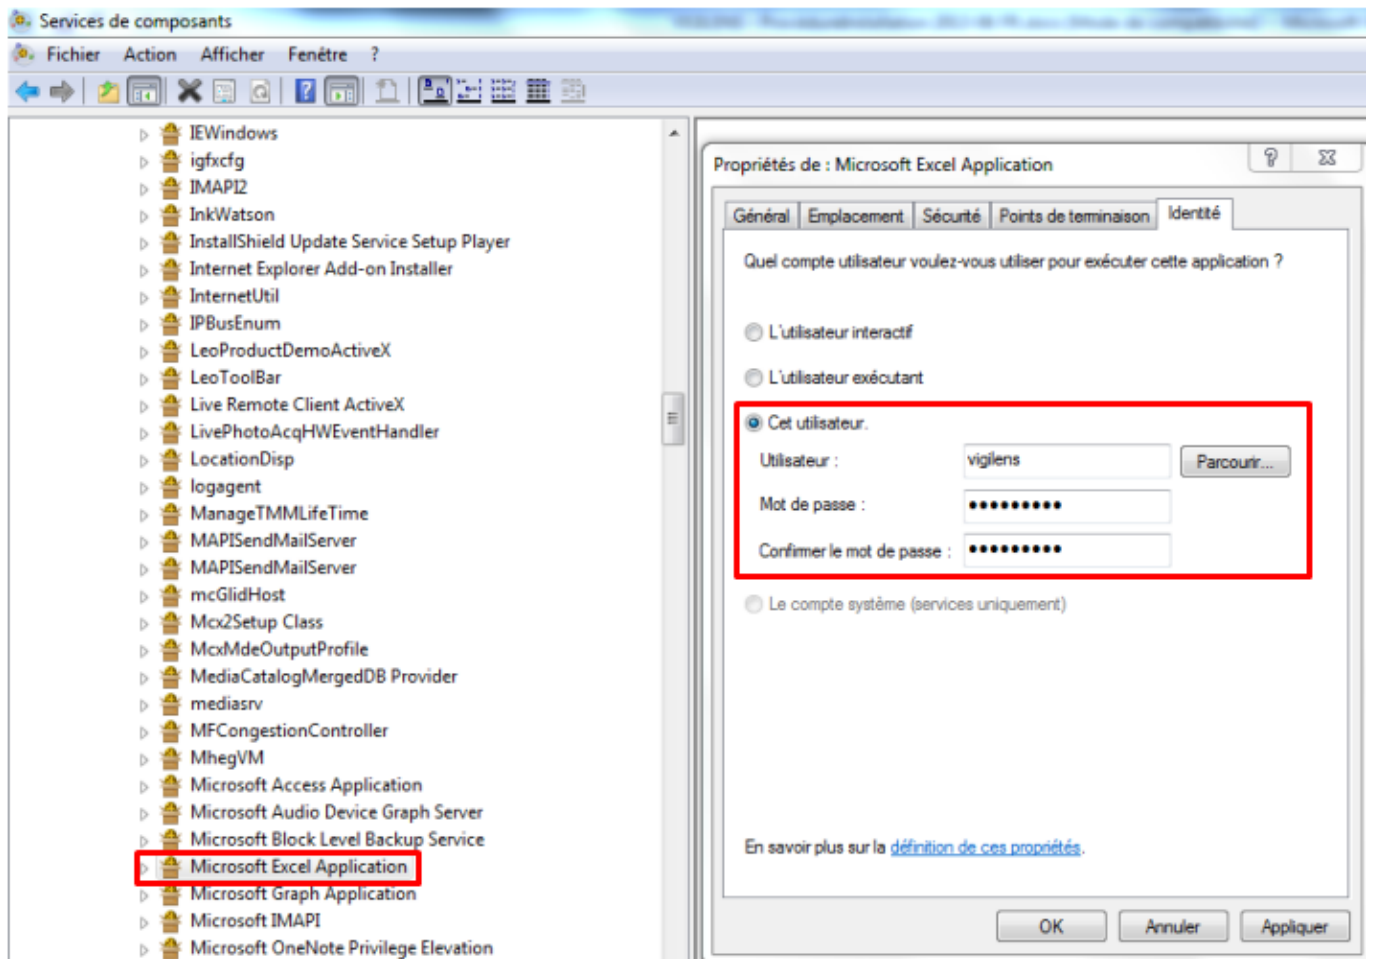 Services de composants
Fichier Action Afficher Fenêtre ?
IEWindows
igfxcfg
IMAPI2
InkWatson
InstallShield Update Service Setup Player
Internet Explorer Add-on Installer
InternetUtil
IPBusEnum
LeoProductDemoActiveX
LeoToolBar
Live Remote Client ActiveX
LivePhotoAcqHWEventHandler
LocationDisp
logagent
ManageTMMLifeTime
MAPISendMailServer
MAPISendMailServer
mcGlidHost
Mcx2Setup Class
McxMdeOutputProfile
MediaCatalogMergedDB Provider
mediasrv
MFCongestionController
MhegVM
Microsoft Access Application
Microsoft Audio Device Graph Server
Microsoft Block Level Backup Service
Microsoft Excel Application
Microsoft Graph Application
Microsoft IMAPI
Microsoft OneNote Privilege Elevation
Propriétés de : Microsoft Excel Application
Général Emplacement Sécurité Points de terminaison Identité
Quel compte utilisateur voulez-vous utiliser pour exécuter cette application ?
L'utilisateur interactif
L'utilisateur exécutant
Cet utilisateur.
Utilisateur : vigilens Parcourir...
Mot de passe : •••••••••
Confirmer le mot de passe : •••••••••
Le compte système (services uniquement)
En savoir plus sur la définition de ces propriétés.
OK Annuler Appliquer